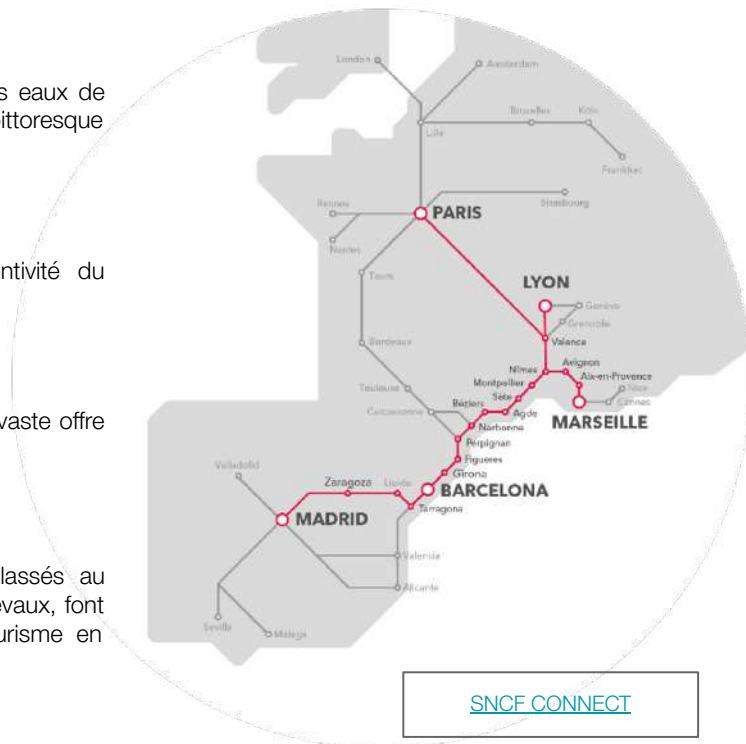 s eaux de
pittoresque
ntivité du
vaste offre
lassés au
evaux, font
urisme en
London
Amsterdam
Lille
Bruxelles
Köln
Frankfurt
Rennes
PARIS
Strasbourg
Nantes
Tours
LYON
Genève
Grenoble
Bordeaux
Valence
Nîmes
Avignon
Montpellier
Aix-en-Provence
Toulouse
Sète
Nice
Béziers
Cannes
Carcassonne
Agde
MARSEILLE
Narbonne
Perpignan
Figueres
Valladolid
Girona
Zaragoza
Lleida
BARCELONA
Tarragona
MADRID
Valencia
Alicante
Seville
Malaga
SNCF CONNECT